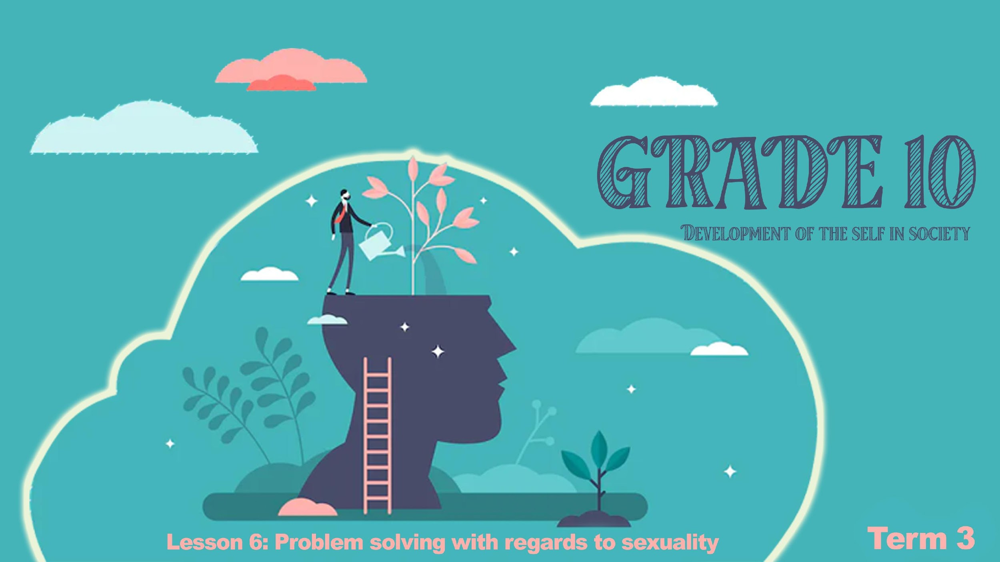 GRADE 10
DEVELOPMENT OF THE SELF IN SOCIETY
Lesson 6: Problem solving with regards to sexuality
Term 3